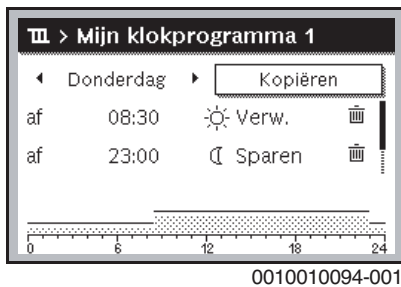 > Mijn klokprogramma 1
Donderdag Kopiëren
af 08:30 Verw.
af 23:00 Sparen
0 6 12 18 24
0010010094-001